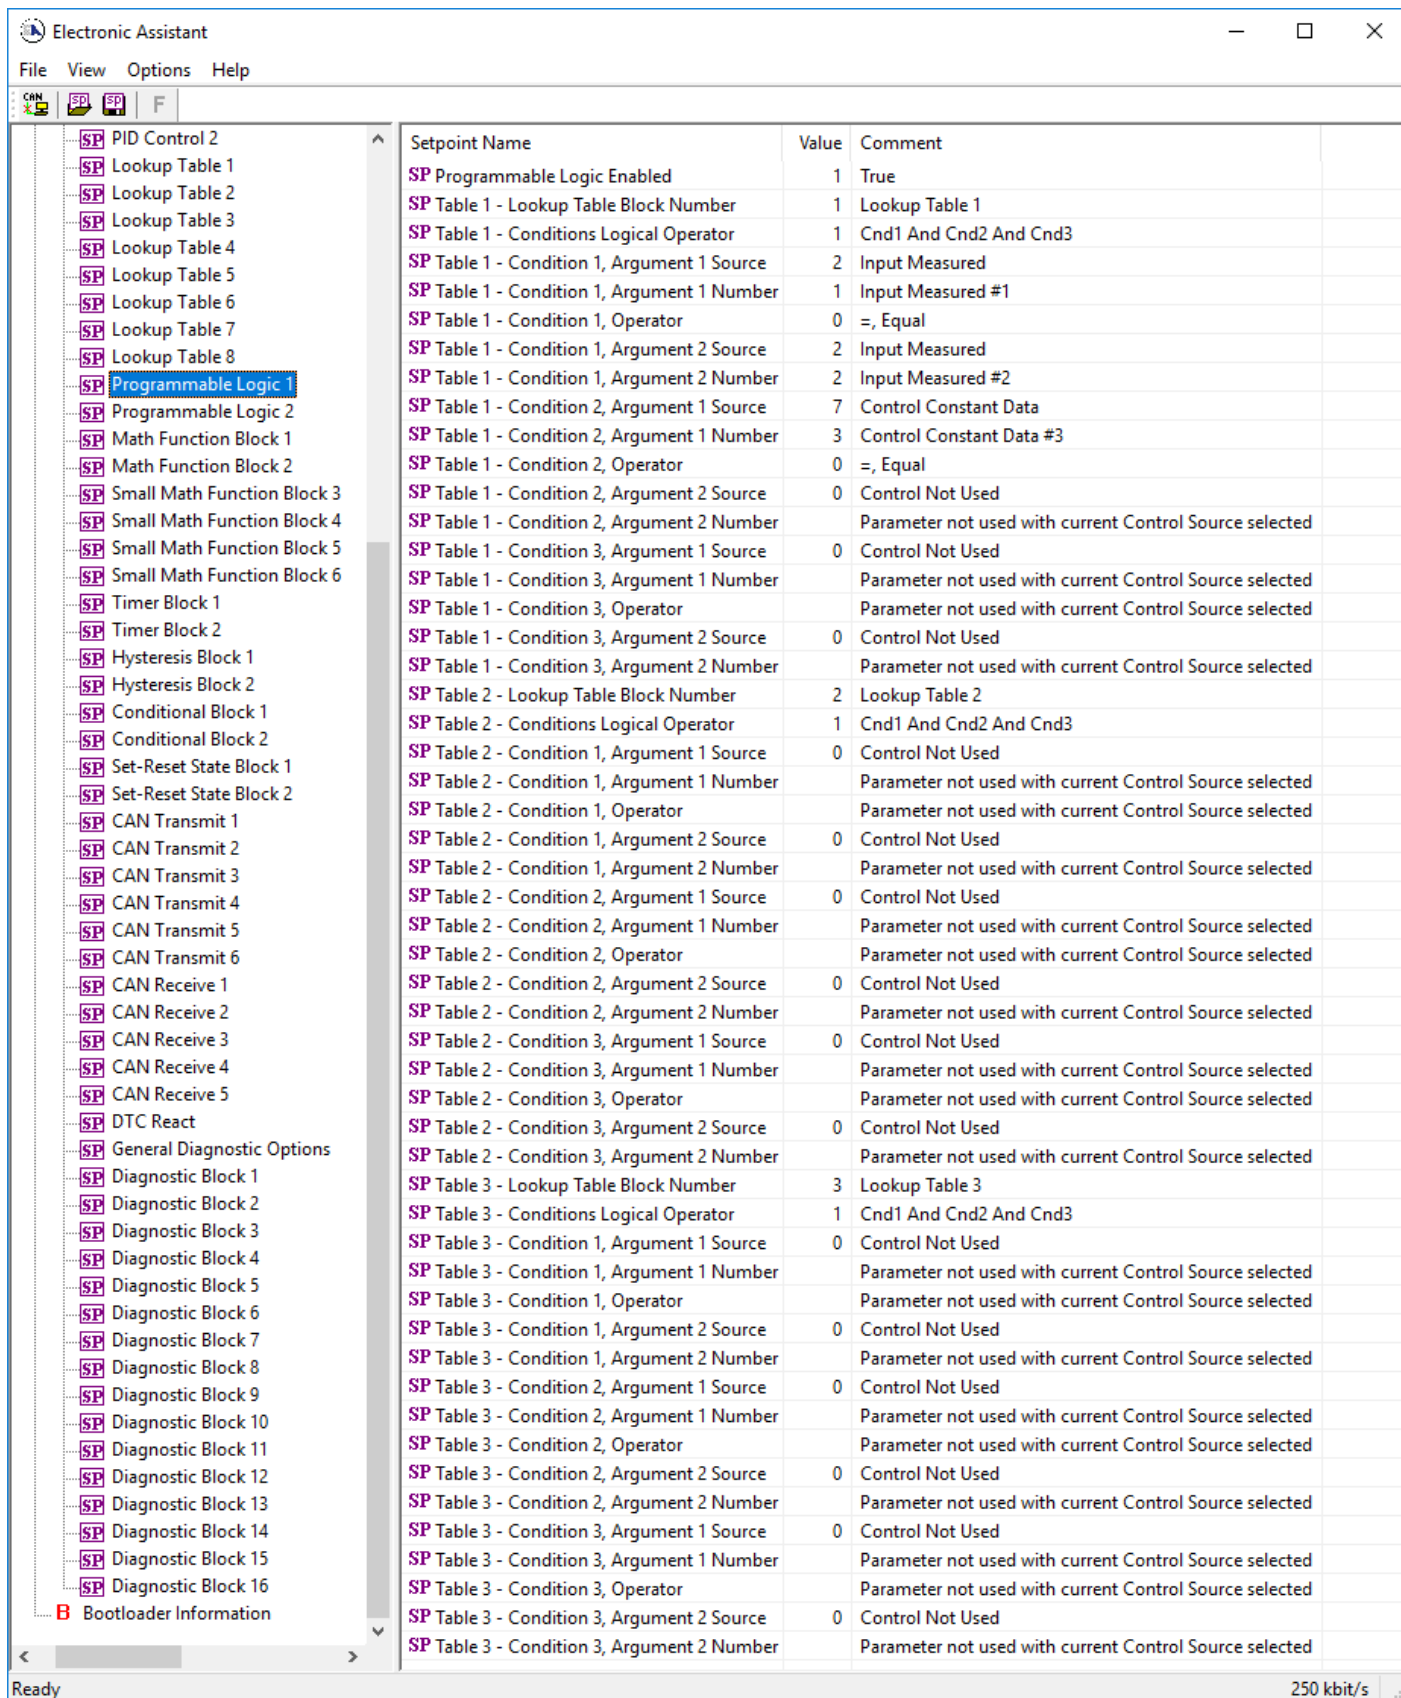 Electronic Assistant
File View Options Help
CAN SP SP F
SP PID Control 2
SP Lookup Table 1
SP Lookup Table 2
SP Lookup Table 3
SP Lookup Table 4
SP Lookup Table 5
SP Lookup Table 6
SP Lookup Table 7
SP Lookup Table 8
SP Programmable Logic 1
SP Programmable Logic 2
SP Math Function Block 1
SP Math Function Block 2
SP Small Math Function Block 3
SP Small Math Function Block 4
SP Small Math Function Block 5
SP Small Math Function Block 6
SP Timer Block 1
SP Timer Block 2
SP Hysteresis Block 1
SP Hysteresis Block 2
SP Conditional Block 1
SP Conditional Block 2
SP Set-Reset State Block 1
SP Set-Reset State Block 2
SP CAN Transmit 1
SP CAN Transmit 2
SP CAN Transmit 3
SP CAN Transmit 4
SP CAN Transmit 5
SP CAN Transmit 6
SP CAN Receive 1
SP CAN Receive 2
SP CAN Receive 3
SP CAN Receive 4
SP CAN Receive 5
SP DTC React
SP General Diagnostic Options
SP Diagnostic Block 1
SP Diagnostic Block 2
SP Diagnostic Block 3
SP Diagnostic Block 4
SP Diagnostic Block 5
SP Diagnostic Block 6
SP Diagnostic Block 7
SP Diagnostic Block 8
SP Diagnostic Block 9
SP Diagnostic Block 10
SP Diagnostic Block 11
SP Diagnostic Block 12
SP Diagnostic Block 13
SP Diagnostic Block 14
SP Diagnostic Block 15
SP Diagnostic Block 16
B Bootloader Information
Setpoint Name Value Comment
SP Programmable Logic Enabled 1 True
SP Table 1 - Lookup Table Block Number 1 Lookup Table 1
SP Table 1 - Conditions Logical Operator 1 Cnd1 And Cnd2 And Cnd3
SP Table 1 - Condition 1, Argument 1 Source 2 Input Measured
SP Table 1 - Condition 1, Argument 1 Number 1 Input Measured #1
SP Table 1 - Condition 1, Operator 0 =, Equal
SP Table 1 - Condition 1, Argument 2 Source 2 Input Measured
SP Table 1 - Condition 1, Argument 2 Number 2 Input Measured #2
SP Table 1 - Condition 2, Argument 1 Source 7 Control Constant Data
SP Table 1 - Condition 2, Argument 1 Number 3 Control Constant Data #3
SP Table 1 - Condition 2, Operator 0 =, Equal
SP Table 1 - Condition 2, Argument 2 Source 0 Control Not Used
SP Table 1 - Condition 2, Argument 2 Number Parameter not used with current Control Source selected
SP Table 1 - Condition 3, Argument 1 Source 0 Control Not Used
SP Table 1 - Condition 3, Argument 1 Number Parameter not used with current Control Source selected
SP Table 1 - Condition 3, Operator Parameter not used with current Control Source selected
SP Table 1 - Condition 3, Argument 2 Source 0 Control Not Used
SP Table 1 - Condition 3, Argument 2 Number Parameter not used with current Control Source selected
SP Table 2 - Lookup Table Block Number 2 Lookup Table 2
SP Table 2 - Conditions Logical Operator 1 Cnd1 And Cnd2 And Cnd3
SP Table 2 - Condition 1, Argument 1 Source 0 Control Not Used
SP Table 2 - Condition 1, Argument 1 Number Parameter not used with current Control Source selected
SP Table 2 - Condition 1, Operator Parameter not used with current Control Source selected
SP Table 2 - Condition 1, Argument 2 Source 0 Control Not Used
SP Table 2 - Condition 1, Argument 2 Number Parameter not used with current Control Source selected
SP Table 2 - Condition 2, Argument 1 Source 0 Control Not Used
SP Table 2 - Condition 2, Argument 1 Number Parameter not used with current Control Source selected
SP Table 2 - Condition 2, Operator Parameter not used with current Control Source selected
SP Table 2 - Condition 2, Argument 2 Source 0 Control Not Used
SP Table 2 - Condition 2, Argument 2 Number Parameter not used with current Control Source selected
SP Table 2 - Condition 3, Argument 1 Source 0 Control Not Used
SP Table 2 - Condition 3, Argument 1 Number Parameter not used with current Control Source selected
SP Table 2 - Condition 3, Operator Parameter not used with current Control Source selected
SP Table 2 - Condition 3, Argument 2 Source 0 Control Not Used
SP Table 2 - Condition 3, Argument 2 Number Parameter not used with current Control Source selected
SP Table 3 - Lookup Table Block Number 3 Lookup Table 3
SP Table 3 - Conditions Logical Operator 1 Cnd1 And Cnd2 And Cnd3
SP Table 3 - Condition 1, Argument 1 Source 0 Control Not Used
SP Table 3 - Condition 1, Argument 1 Number Parameter not used with current Control Source selected
SP Table 3 - Condition 1, Operator Parameter not used with current Control Source selected
SP Table 3 - Condition 1, Argument 2 Source 0 Control Not Used
SP Table 3 - Condition 1, Argument 2 Number Parameter not used with current Control Source selected
SP Table 3 - Condition 2, Argument 1 Source 0 Control Not Used
SP Table 3 - Condition 2, Argument 1 Number Parameter not used with current Control Source selected
SP Table 3 - Condition 2, Operator Parameter not used with current Control Source selected
SP Table 3 - Condition 2, Argument 2 Source 0 Control Not Used
SP Table 3 - Condition 2, Argument 2 Number Parameter not used with current Control Source selected
SP Table 3 - Condition 3, Argument 1 Source 0 Control Not Used
SP Table 3 - Condition 3, Argument 1 Number Parameter not used with current Control Source selected
SP Table 3 - Condition 3, Operator Parameter not used with current Control Source selected
SP Table 3 - Condition 3, Argument 2 Source 0 Control Not Used
SP Table 3 - Condition 3, Argument 2 Number Parameter not used with current Control Source selected
Ready 250 kbit/s